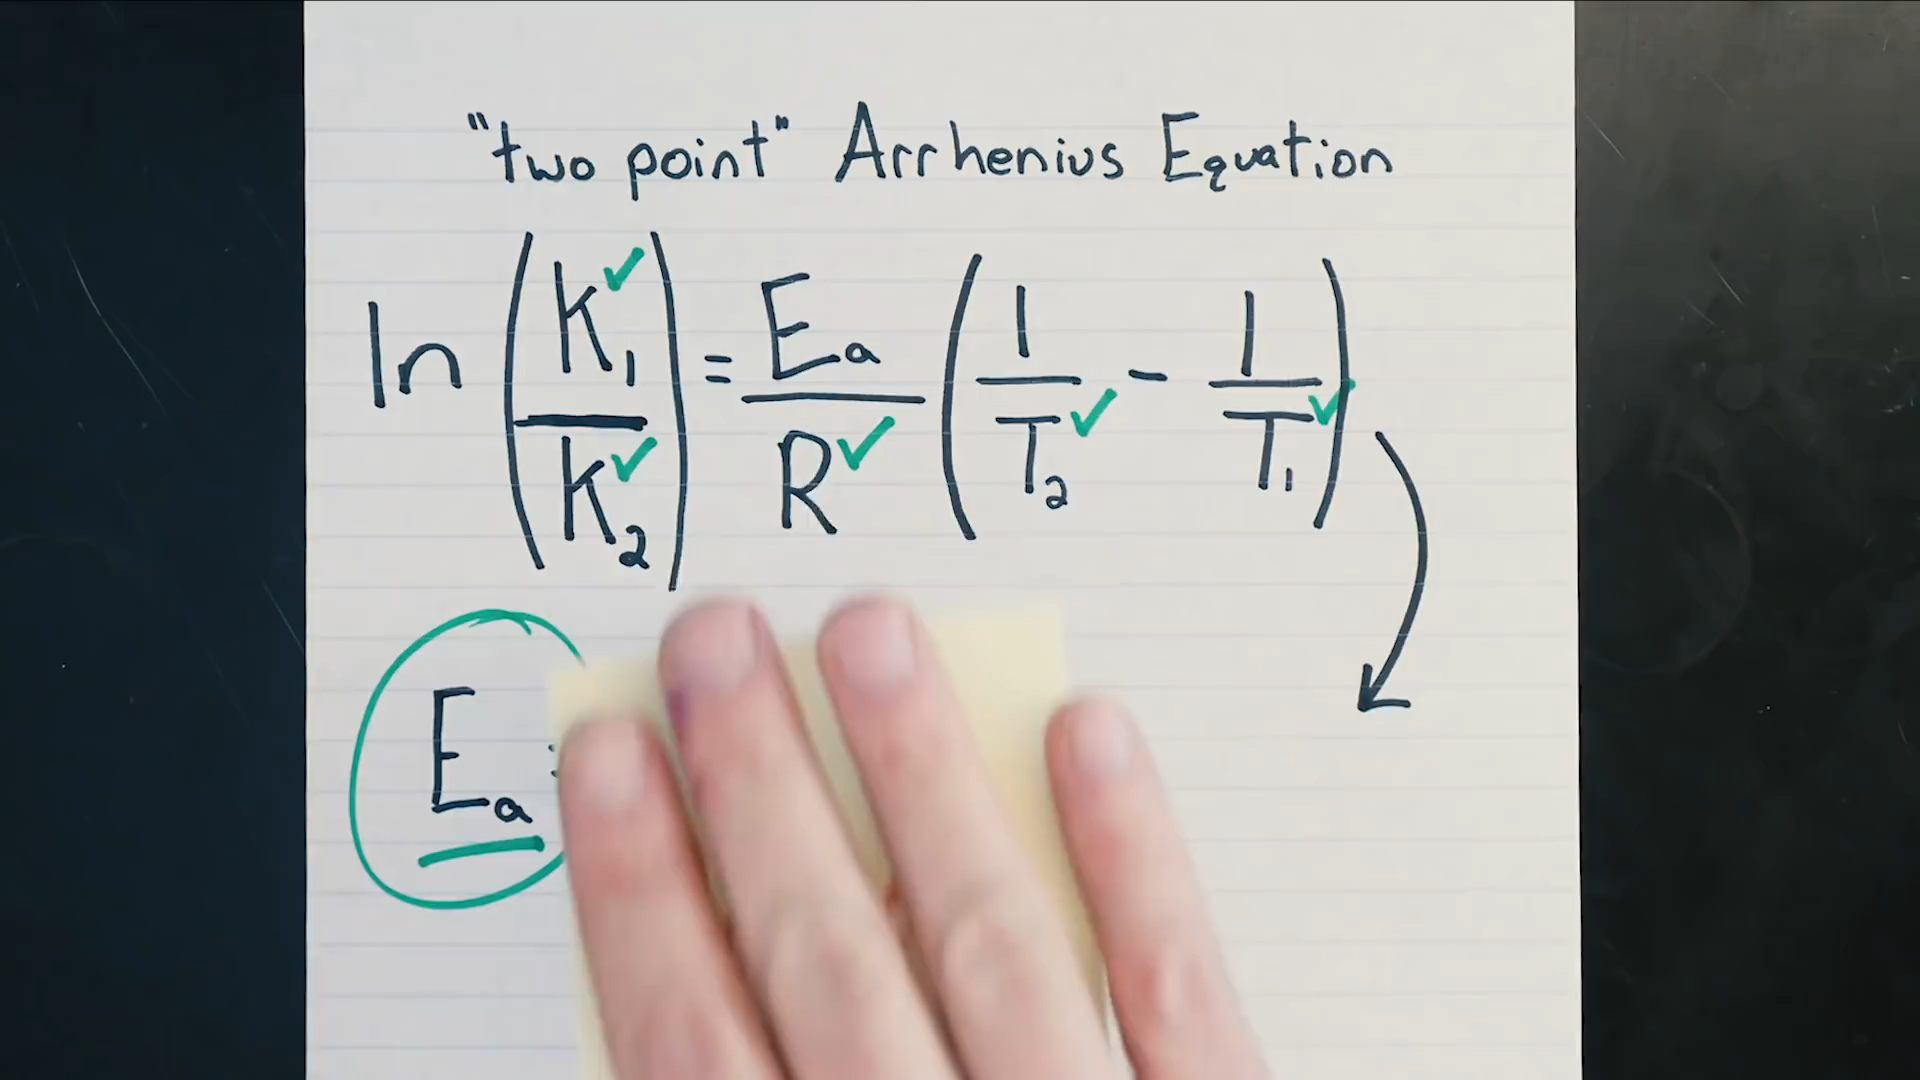 "two point" Arrhenius Equation
ln (K₁✓/K₂✓) = Eₐ/R✓ (1/T₂✓ - 1/T₁✓)
Eₐ